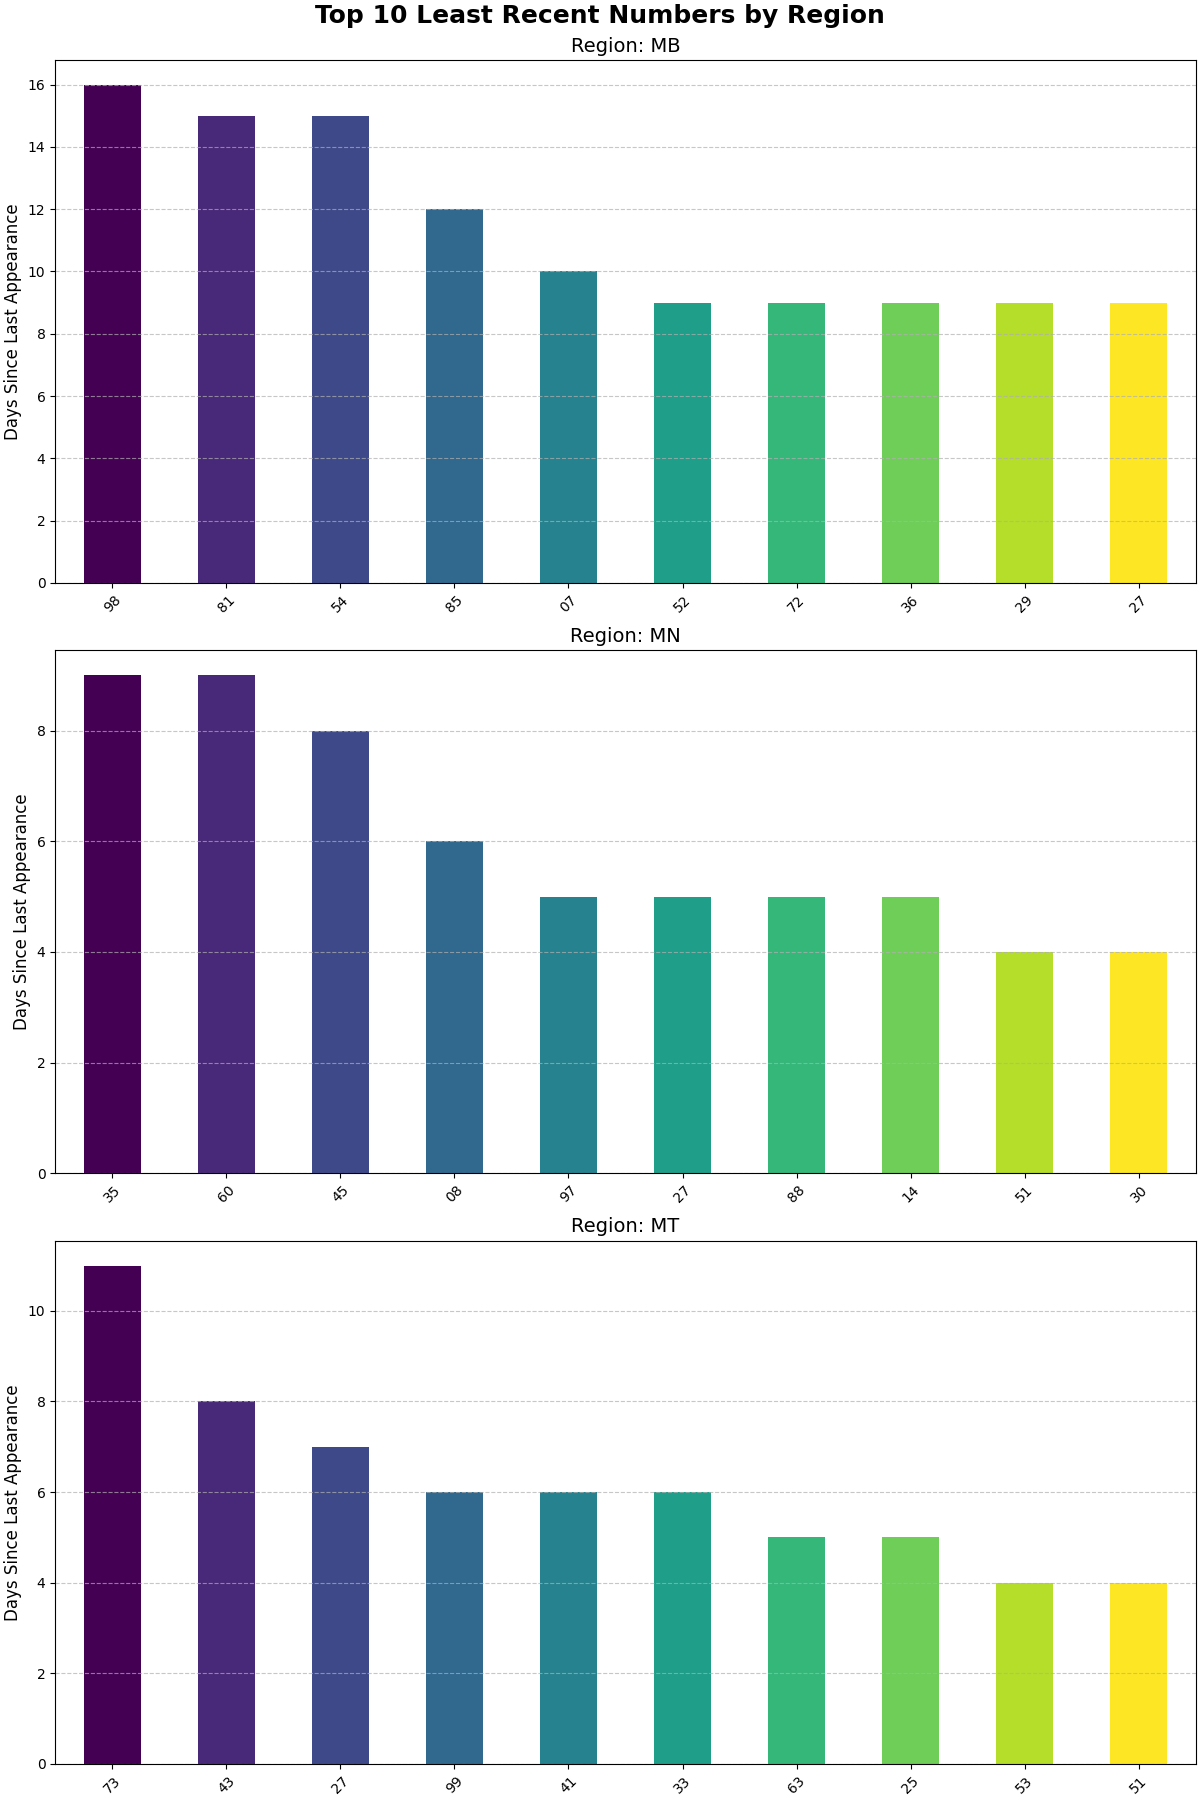 Top 10 Least Recent Numbers by Region
Region: MB
Days Since Last Appearance
16
14
12
10
8
6
4
2
0
98 81 54 85 07 52 72 36 29 27
Region: MN
Days Since Last Appearance
8
6
4
2
0
35 60 45 08 97 27 88 14 51 30
Region: MT
Days Since Last Appearance
10
8
6
4
2
0
73 43 27 99 41 33 63 25 53 51